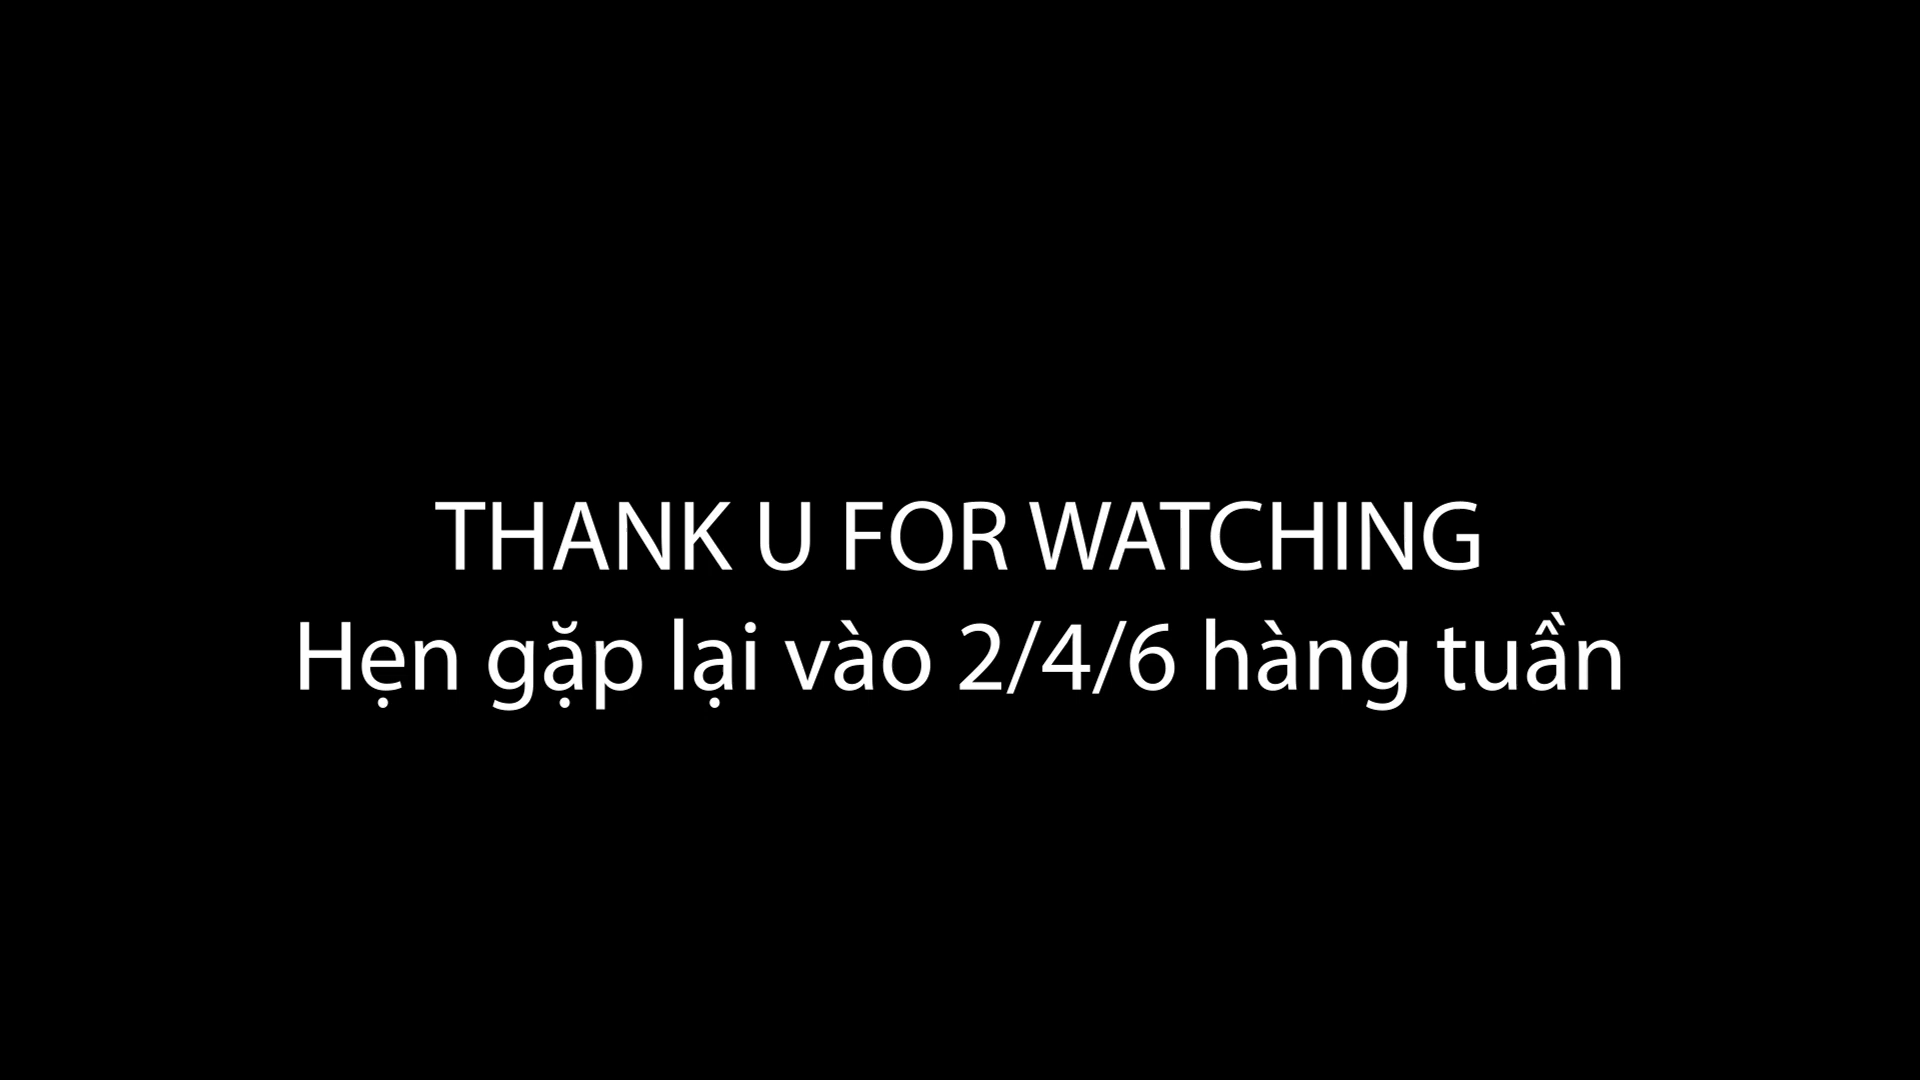 THANK U FOR WATCHING
Hẹn gặp lại vào 2/4/6 hàng tuần